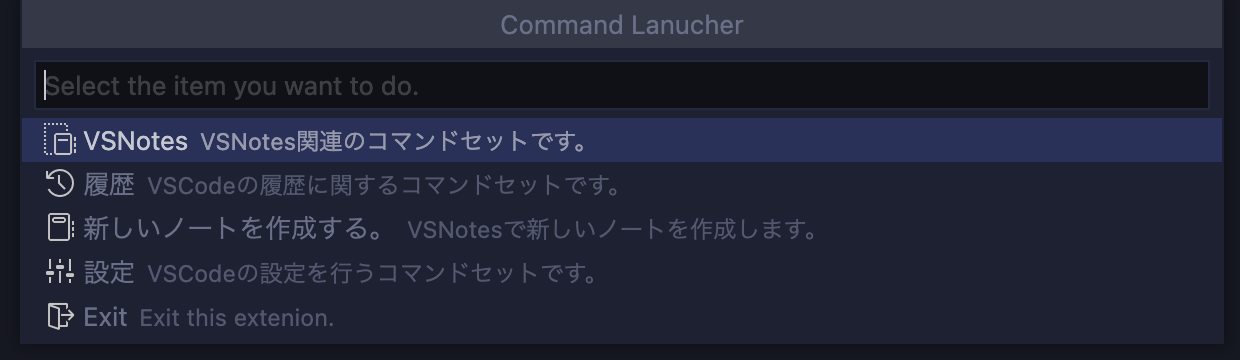 Command Lanucher
Select the item you want to do.
VSNotes VSNotes関連のコマンドセットです。
履歴 VSCodeの履歴に関するコマンドセットです。
新しいノートを作成する。 VSNotesで新しいノートを作成します。
設定 VSCodeの設定を行うコマンドセットです。
Exit Exit this extenion.